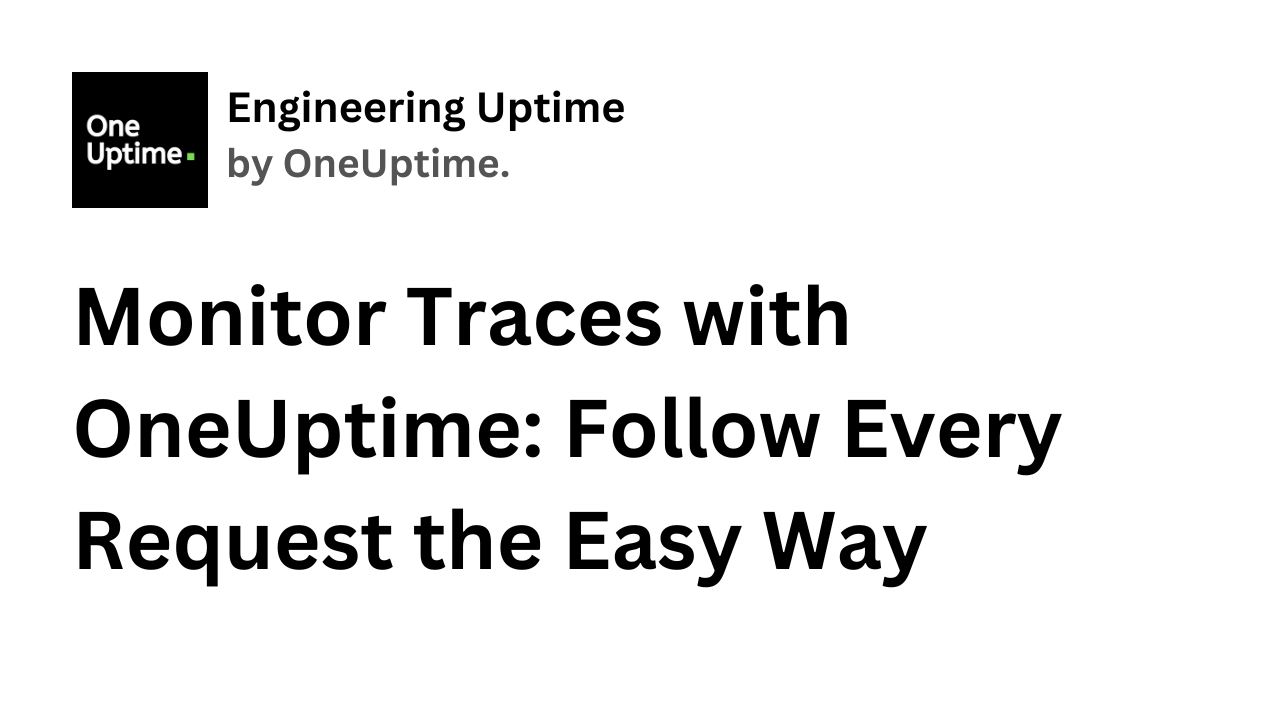 One
Uptime.
Engineering Uptime
by OneUptime.
Monitor Traces with
OneUptime: Follow Every
Request the Easy Way